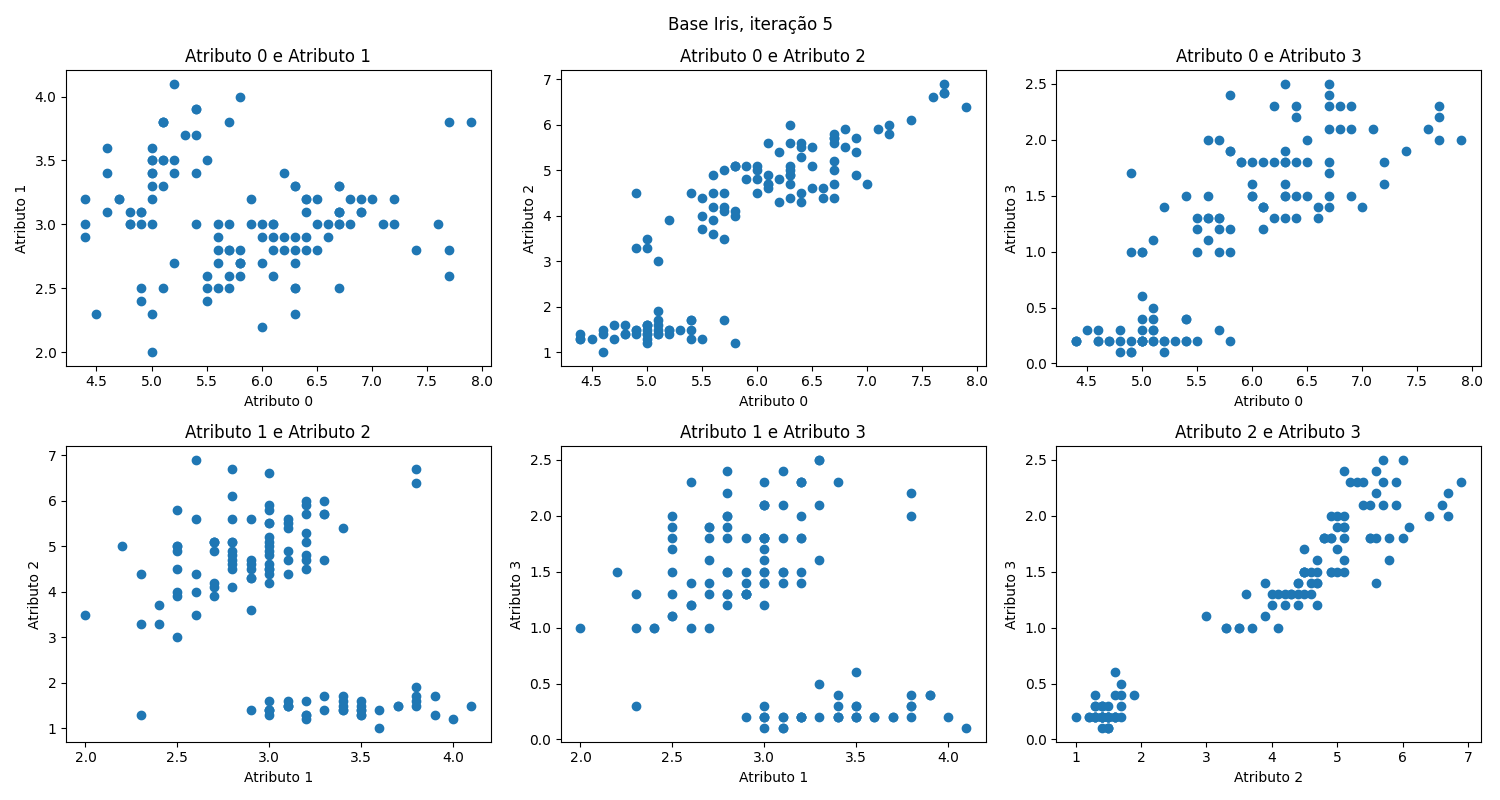 Base Iris, iteração 5
Atributo 0 e Atributo 1
Atributo 1
4.0
3.5
3.0
2.5
2.0
4.5 5.0 5.5 6.0 6.5 7.0 7.5 8.0
Atributo 0
Atributo 0 e Atributo 2
Atributo 2
7
6
5
4
3
2
1
4.5 5.0 5.5 6.0 6.5 7.0 7.5 8.0
Atributo 0
Atributo 0 e Atributo 3
Atributo 3
2.5
2.0
1.5
1.0
0.5
0.0
4.5 5.0 5.5 6.0 6.5 7.0 7.5 8.0
Atributo 0
Atributo 1 e Atributo 2
Atributo 2
7
6
5
4
3
2
1
2.0 2.5 3.0 3.5 4.0
Atributo 1
Atributo 1 e Atributo 3
Atributo 3
2.5
2.0
1.5
1.0
0.5
0.0
2.0 2.5 3.0 3.5 4.0
Atributo 1
Atributo 2 e Atributo 3
Atributo 3
2.5
2.0
1.5
1.0
0.5
0.0
1 2 3 4 5 6 7
Atributo 2